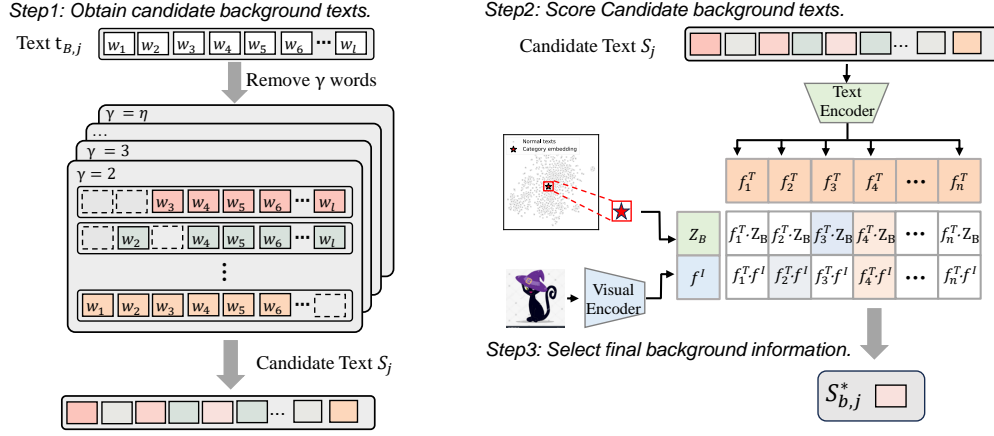 Step1: Obtain candidate background texts.
Text t_{B,j}
w_1 w_2 w_3 w_4 w_5 w_6 ... w_l
Remove γ words
γ = η
...
γ = 3
γ = 2
w_3 w_4 w_5 w_6 ... w_l
w_2 w_4 w_5 w_6 ... w_l
⋮
w_1 w_2 w_3 w_4 w_5 w_6 ...
Candidate Text S_j
...
Step2: Score Candidate background texts.
Candidate Text S_j
...
Text
Encoder
Normal texts
Category embedding
f_1^T f_2^T f_3^T f_4^T ... f_n^T
Z_B f_1^T·Z_B f_2^T·Z_B f_3^T·Z_B f_4^T·Z_B ... f_n^T·Z_B
f^I f_1^T·f^I f_2^T·f^I f_3^T·f^I f_4^T·f^I ... f_n^T·f^I
Visual
Encoder
Step3: Select final background information.
S_{b,j}^*